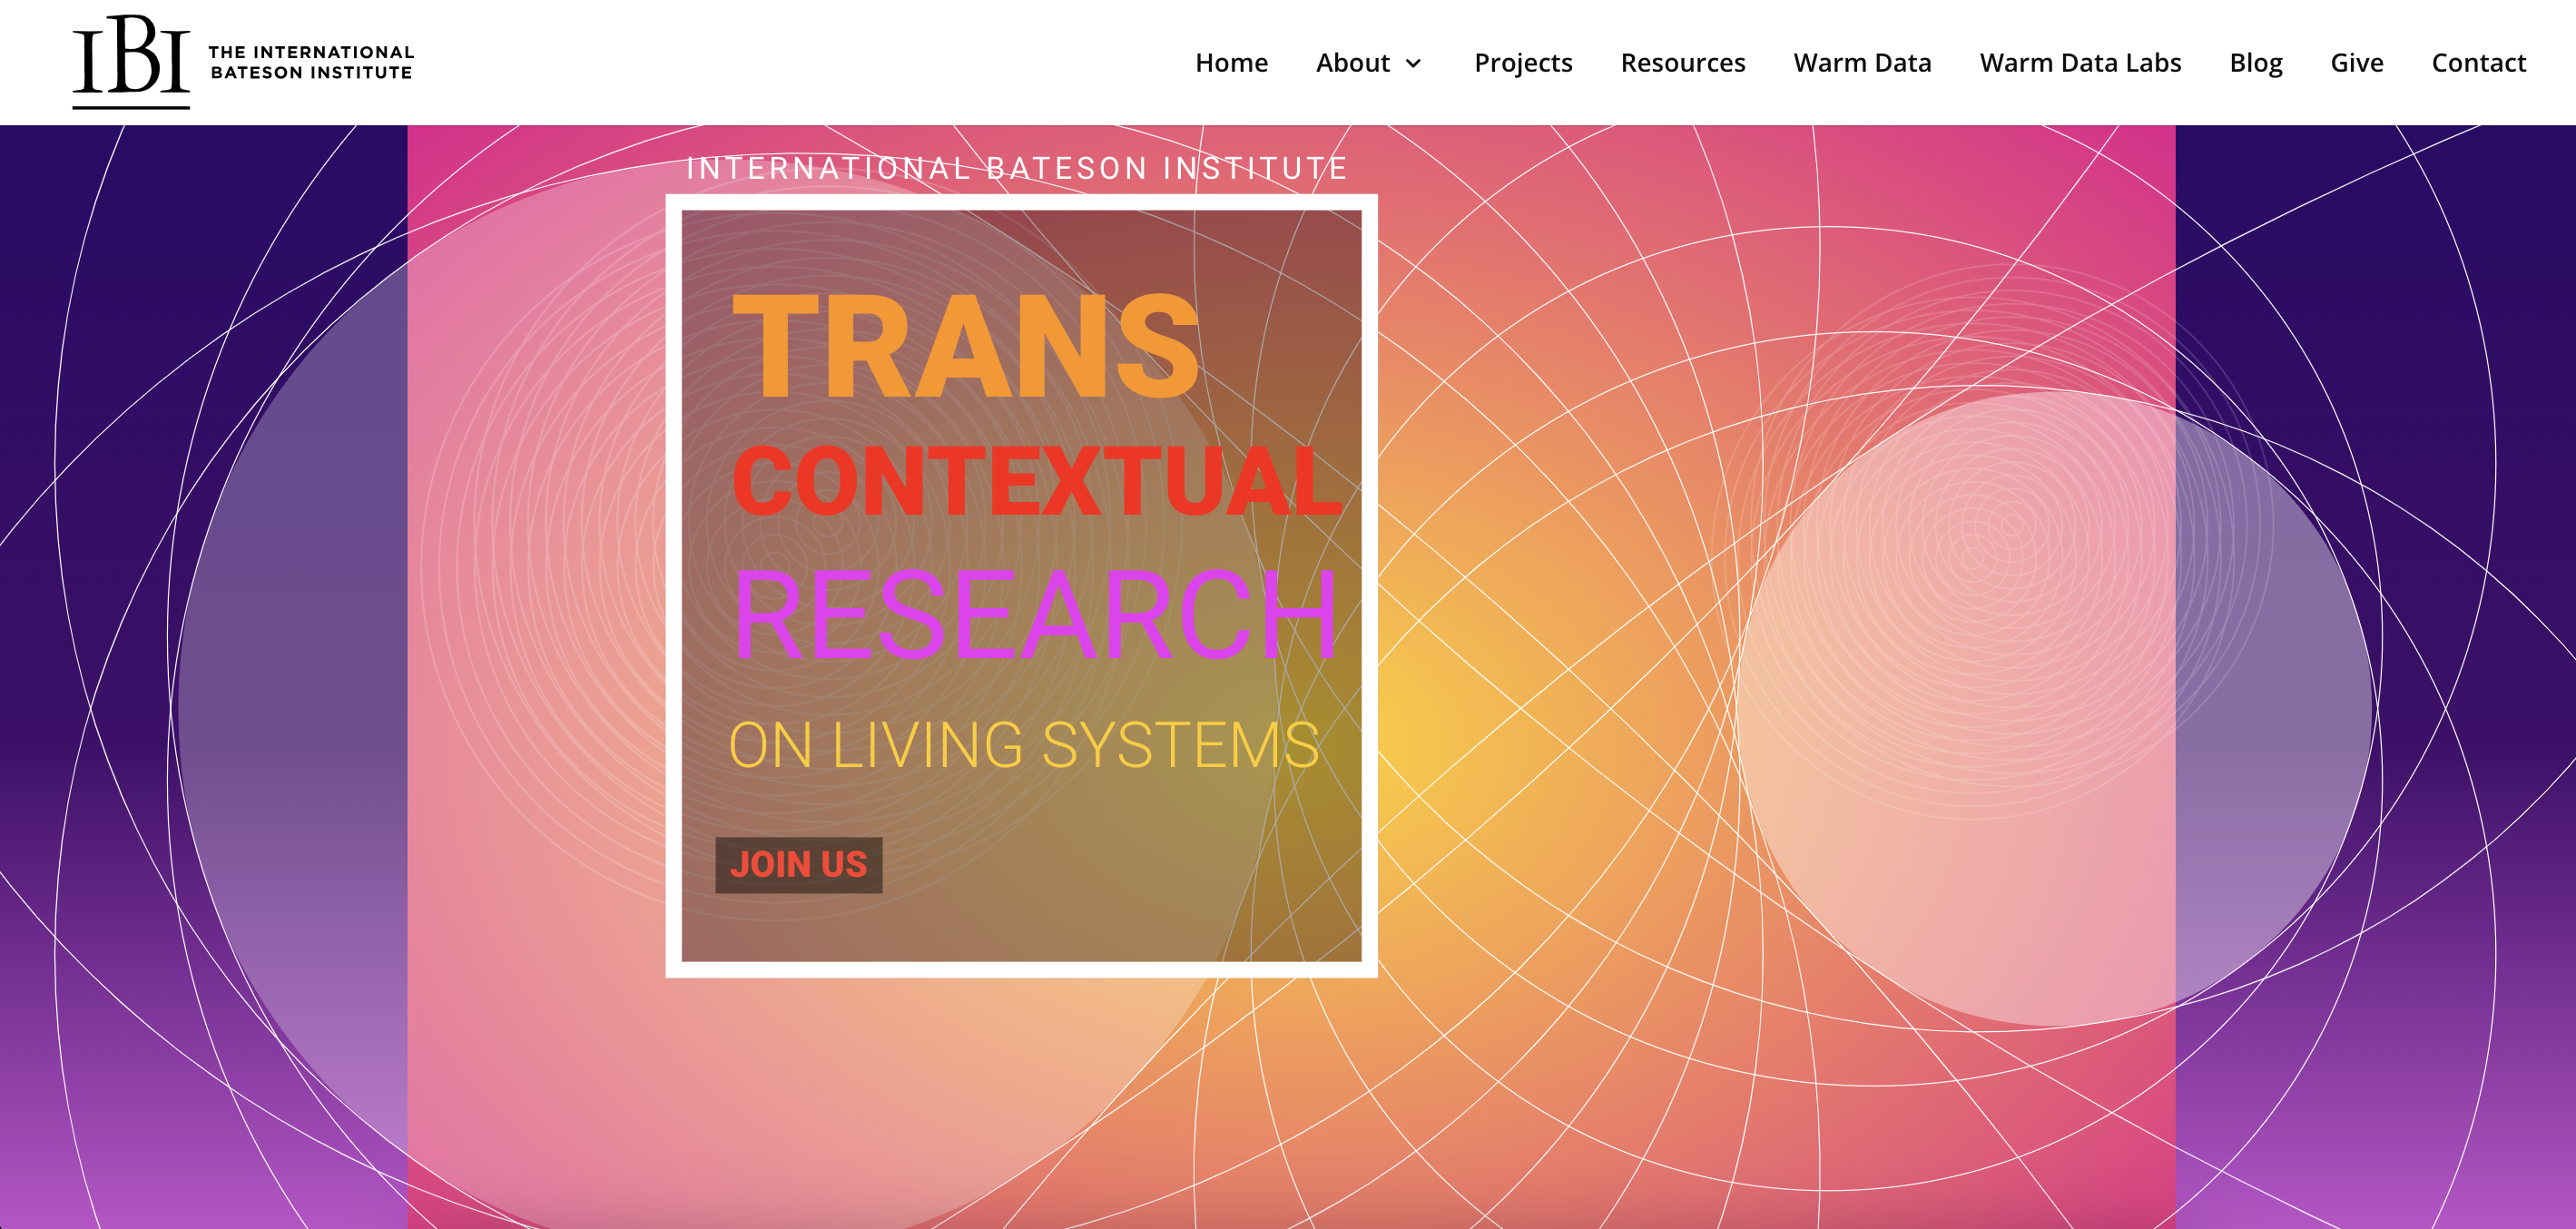 IBI
THE INTERNATIONAL
BATESON INSTITUTE
Home About Projects Resources Warm Data Warm Data Labs Blog Give Contact
INTERNATIONAL BATESON INSTITUTE
TRANS
CONTEXTUAL
RESEARCH
ON LIVING SYSTEMS
JOIN US